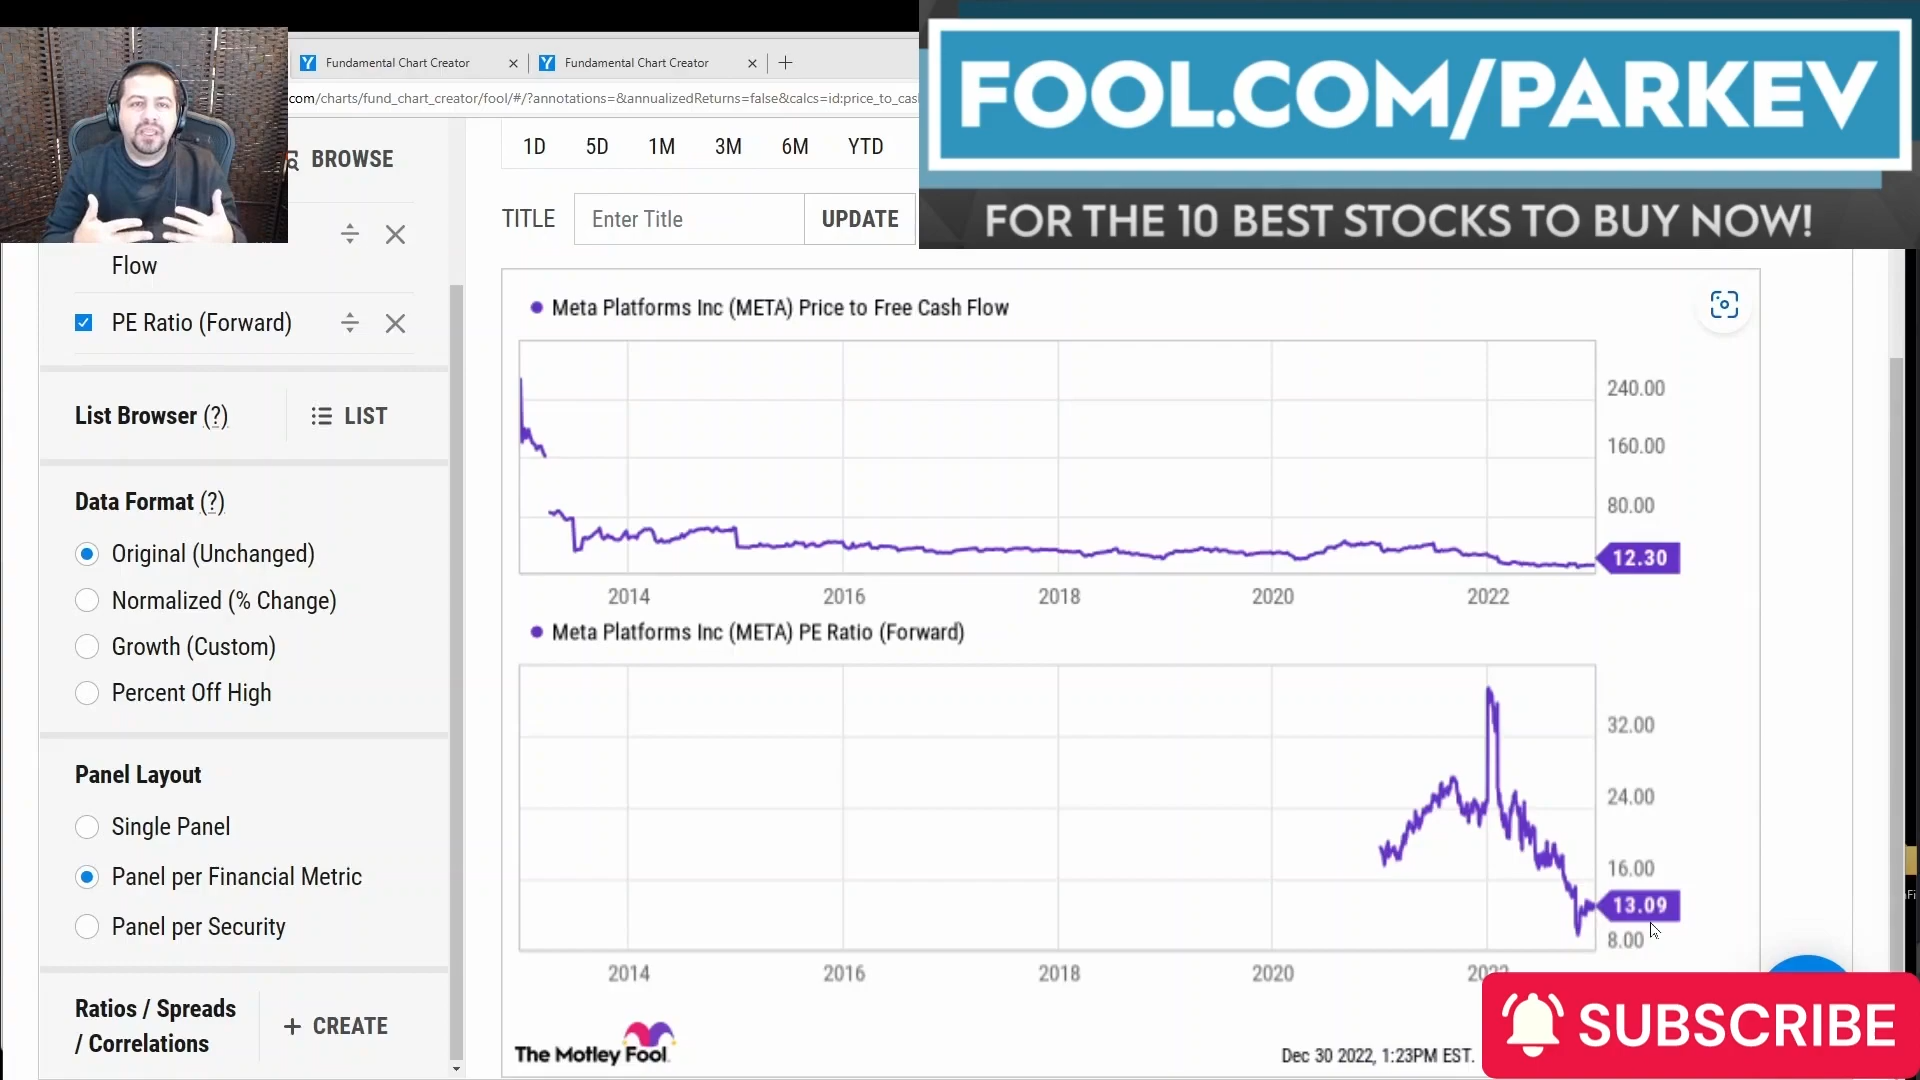 FOOL.COM/PARKEV
FOR THE 10 BEST STOCKS TO BUY NOW!
Fundamental Chart Creator
Fundamental Chart Creator
com/charts/fund_chart_creator/fool/#/?annotations=&annualizedReturns=false&calcs=id:price_to_cas
BROWSE
1D 5D 1M 3M 6M YTD
TITLE Enter Title UPDATE
Flow
PE Ratio (Forward)
List Browser (?) LIST
Data Format (?)
Original (Unchanged)
Normalized (% Change)
Growth (Custom)
Percent Off High
Panel Layout
Single Panel
Panel per Financial Metric
Panel per Security
Ratios / Spreads
/ Correlations
+ CREATE
Meta Platforms Inc (META) Price to Free Cash Flow
240.00
160.00
80.00
12.30
2014 2016 2018 2020 2022
Meta Platforms Inc (META) PE Ratio (Forward)
32.00
24.00
16.00
13.09
8.00
2014 2016 2018 2020 2022
The Motley Fool
Dec 30 2022, 1:23PM EST.
SUBSCRIBE